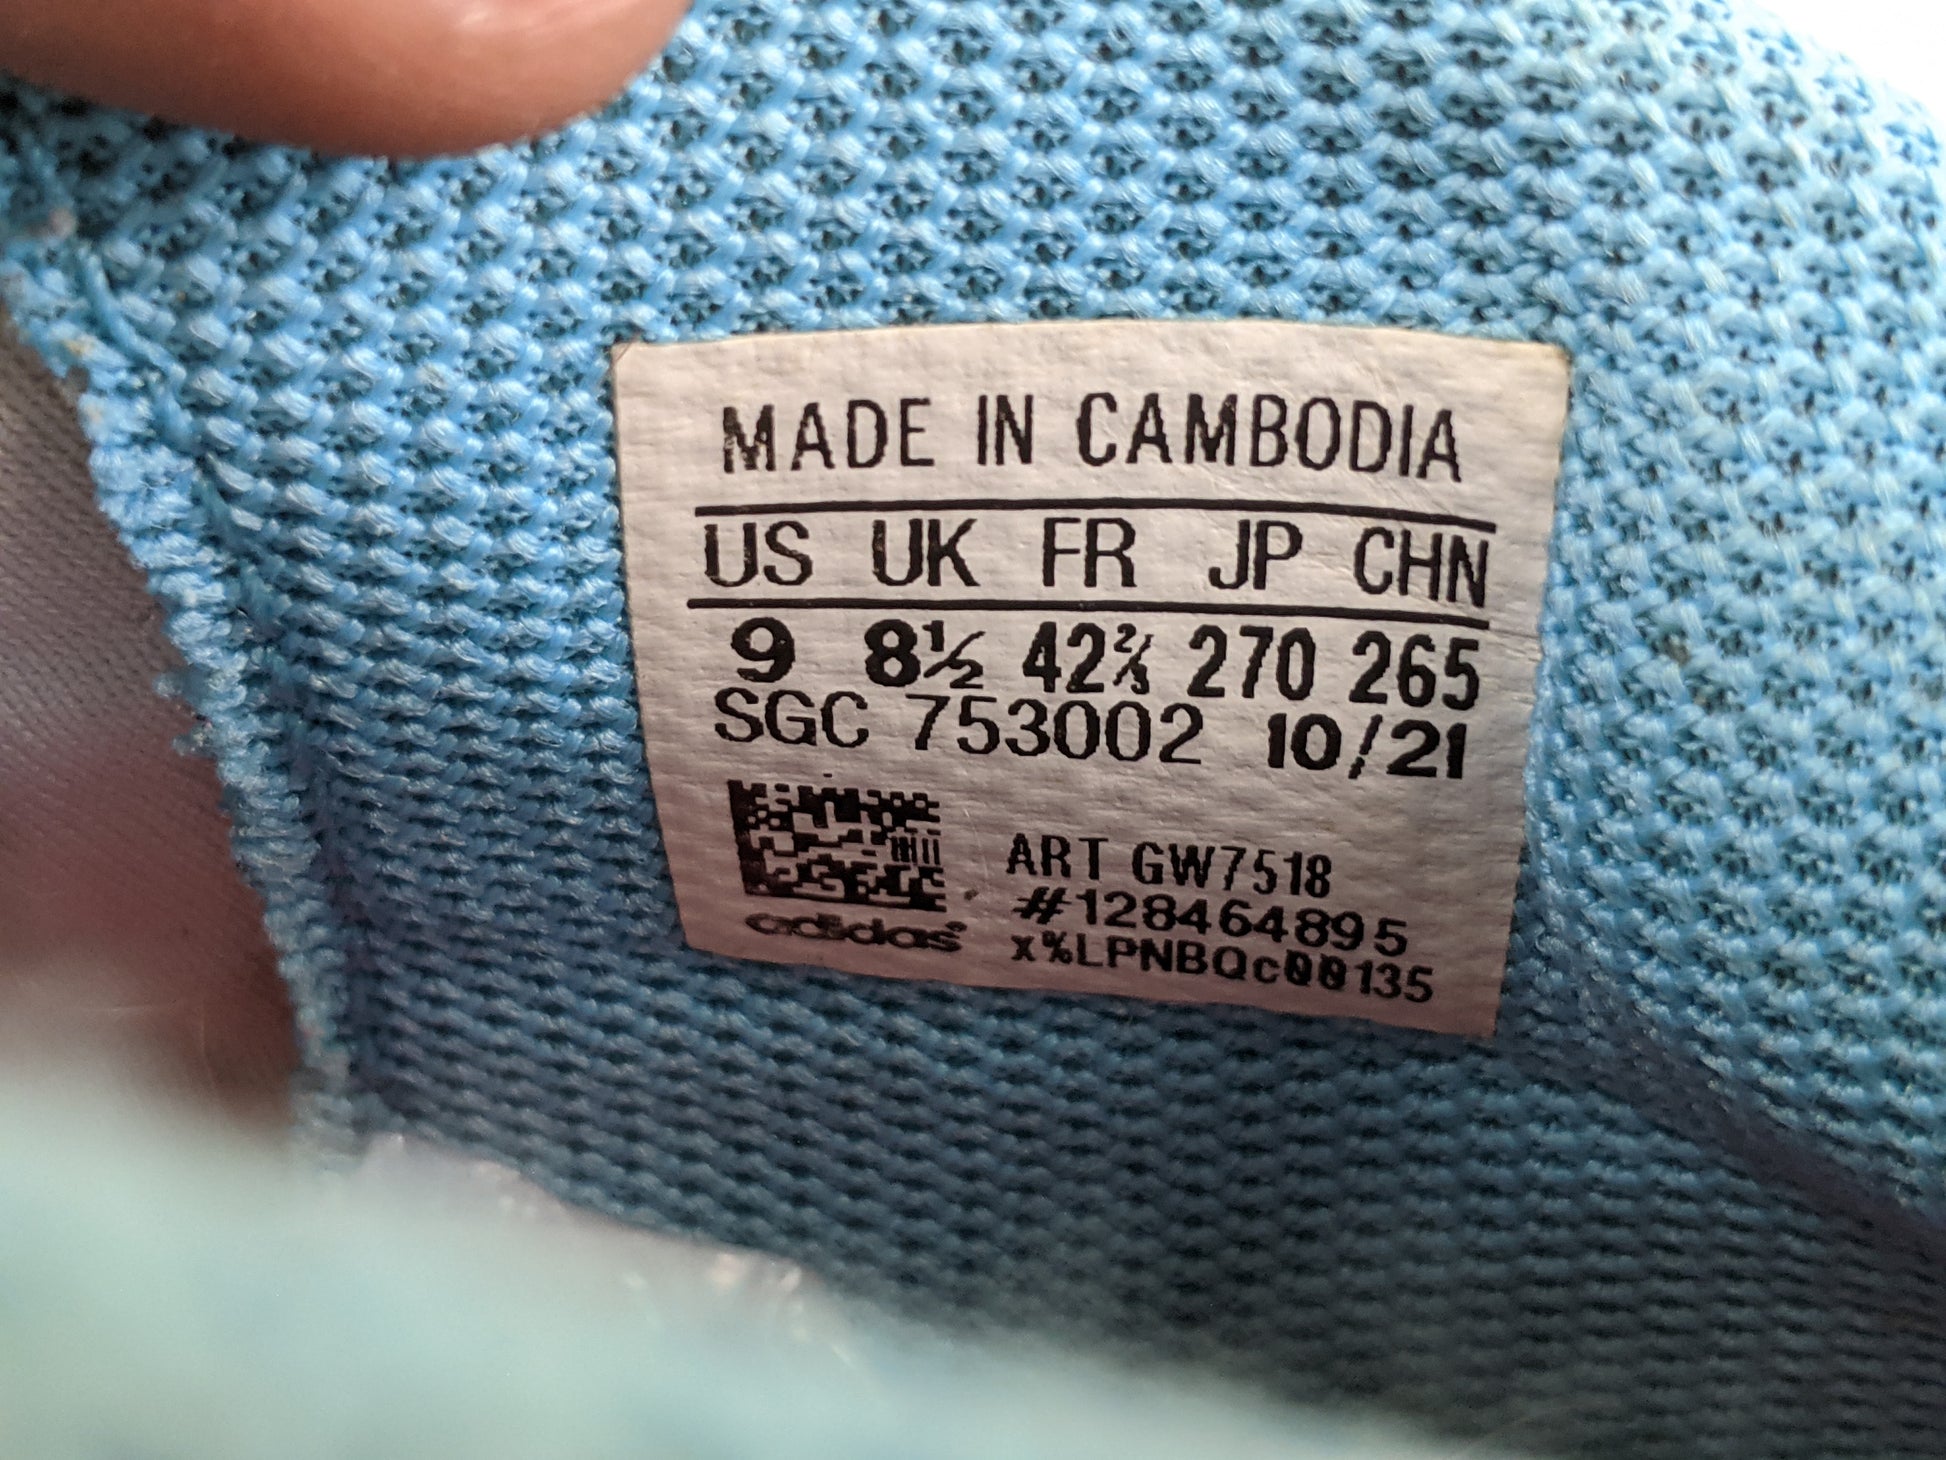 MADE IN CAMBODIA
US UK FR JP CHN
9 8½ 42⅔ 270 265
SGC 753002 10/21
ART GW7518
#128464895
x%LPNBQc00135
adidas